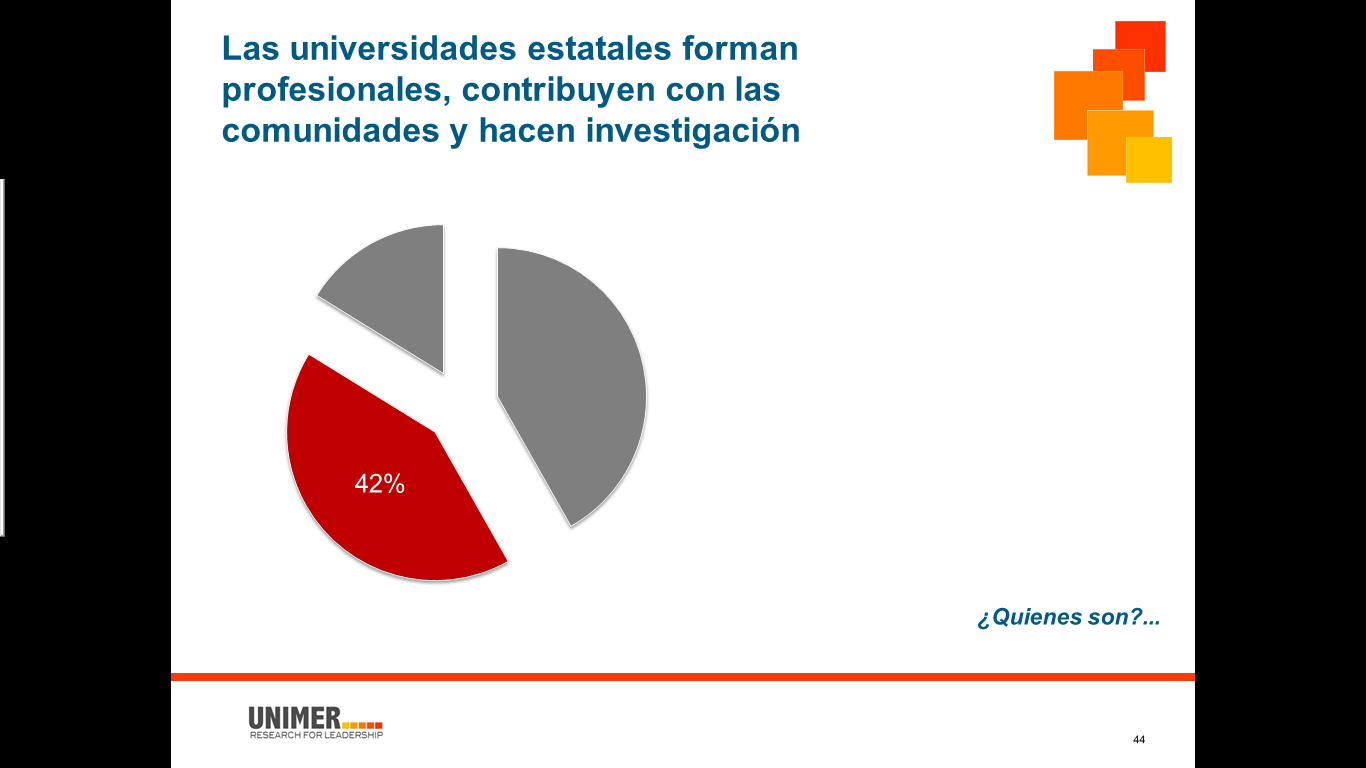 Las universidades estatales forman
profesionales, contribuyen con las
comunidades y hacen investigación
42%
¿Quienes son?...
UNIMER
RESEARCH FOR LEADERSHIP
44